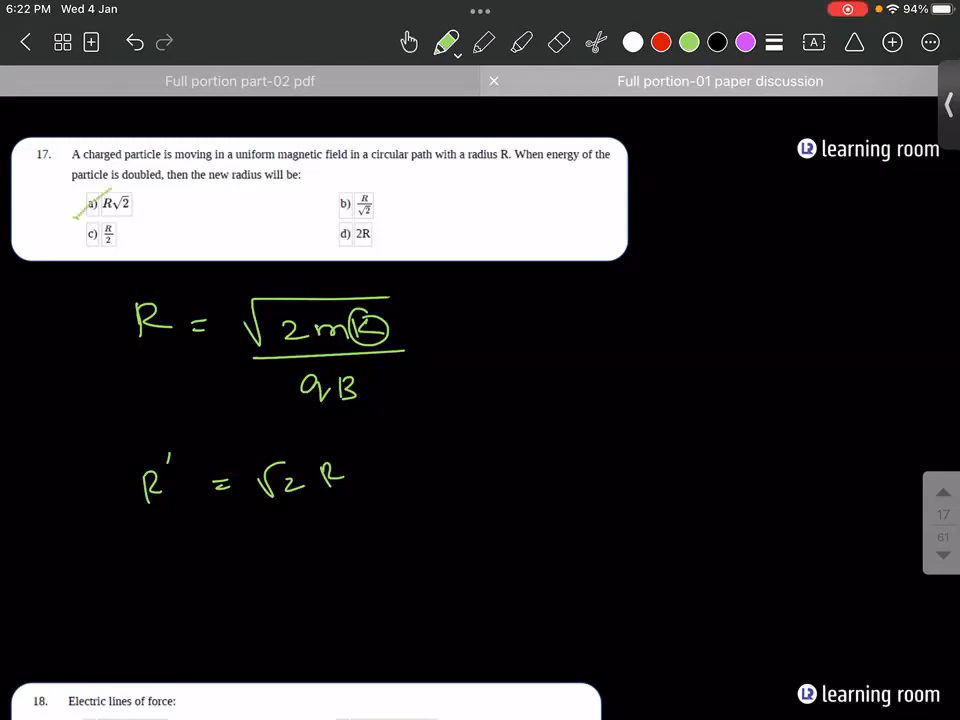 6:22 PM Wed 4 Jan 94%
A
Full portion part-02 pdf Full portion-01 paper discussion
learning room
17. A charged particle is moving in a uniform magnetic field in a circular path with a radius R. When energy of the
particle is doubled, then the new radius will be:
a) R√2 b) R/√2
c) R/2 d) 2R
R = √2mK / qB
R' = √2 R
17
61
18. Electric lines of force:
learning room